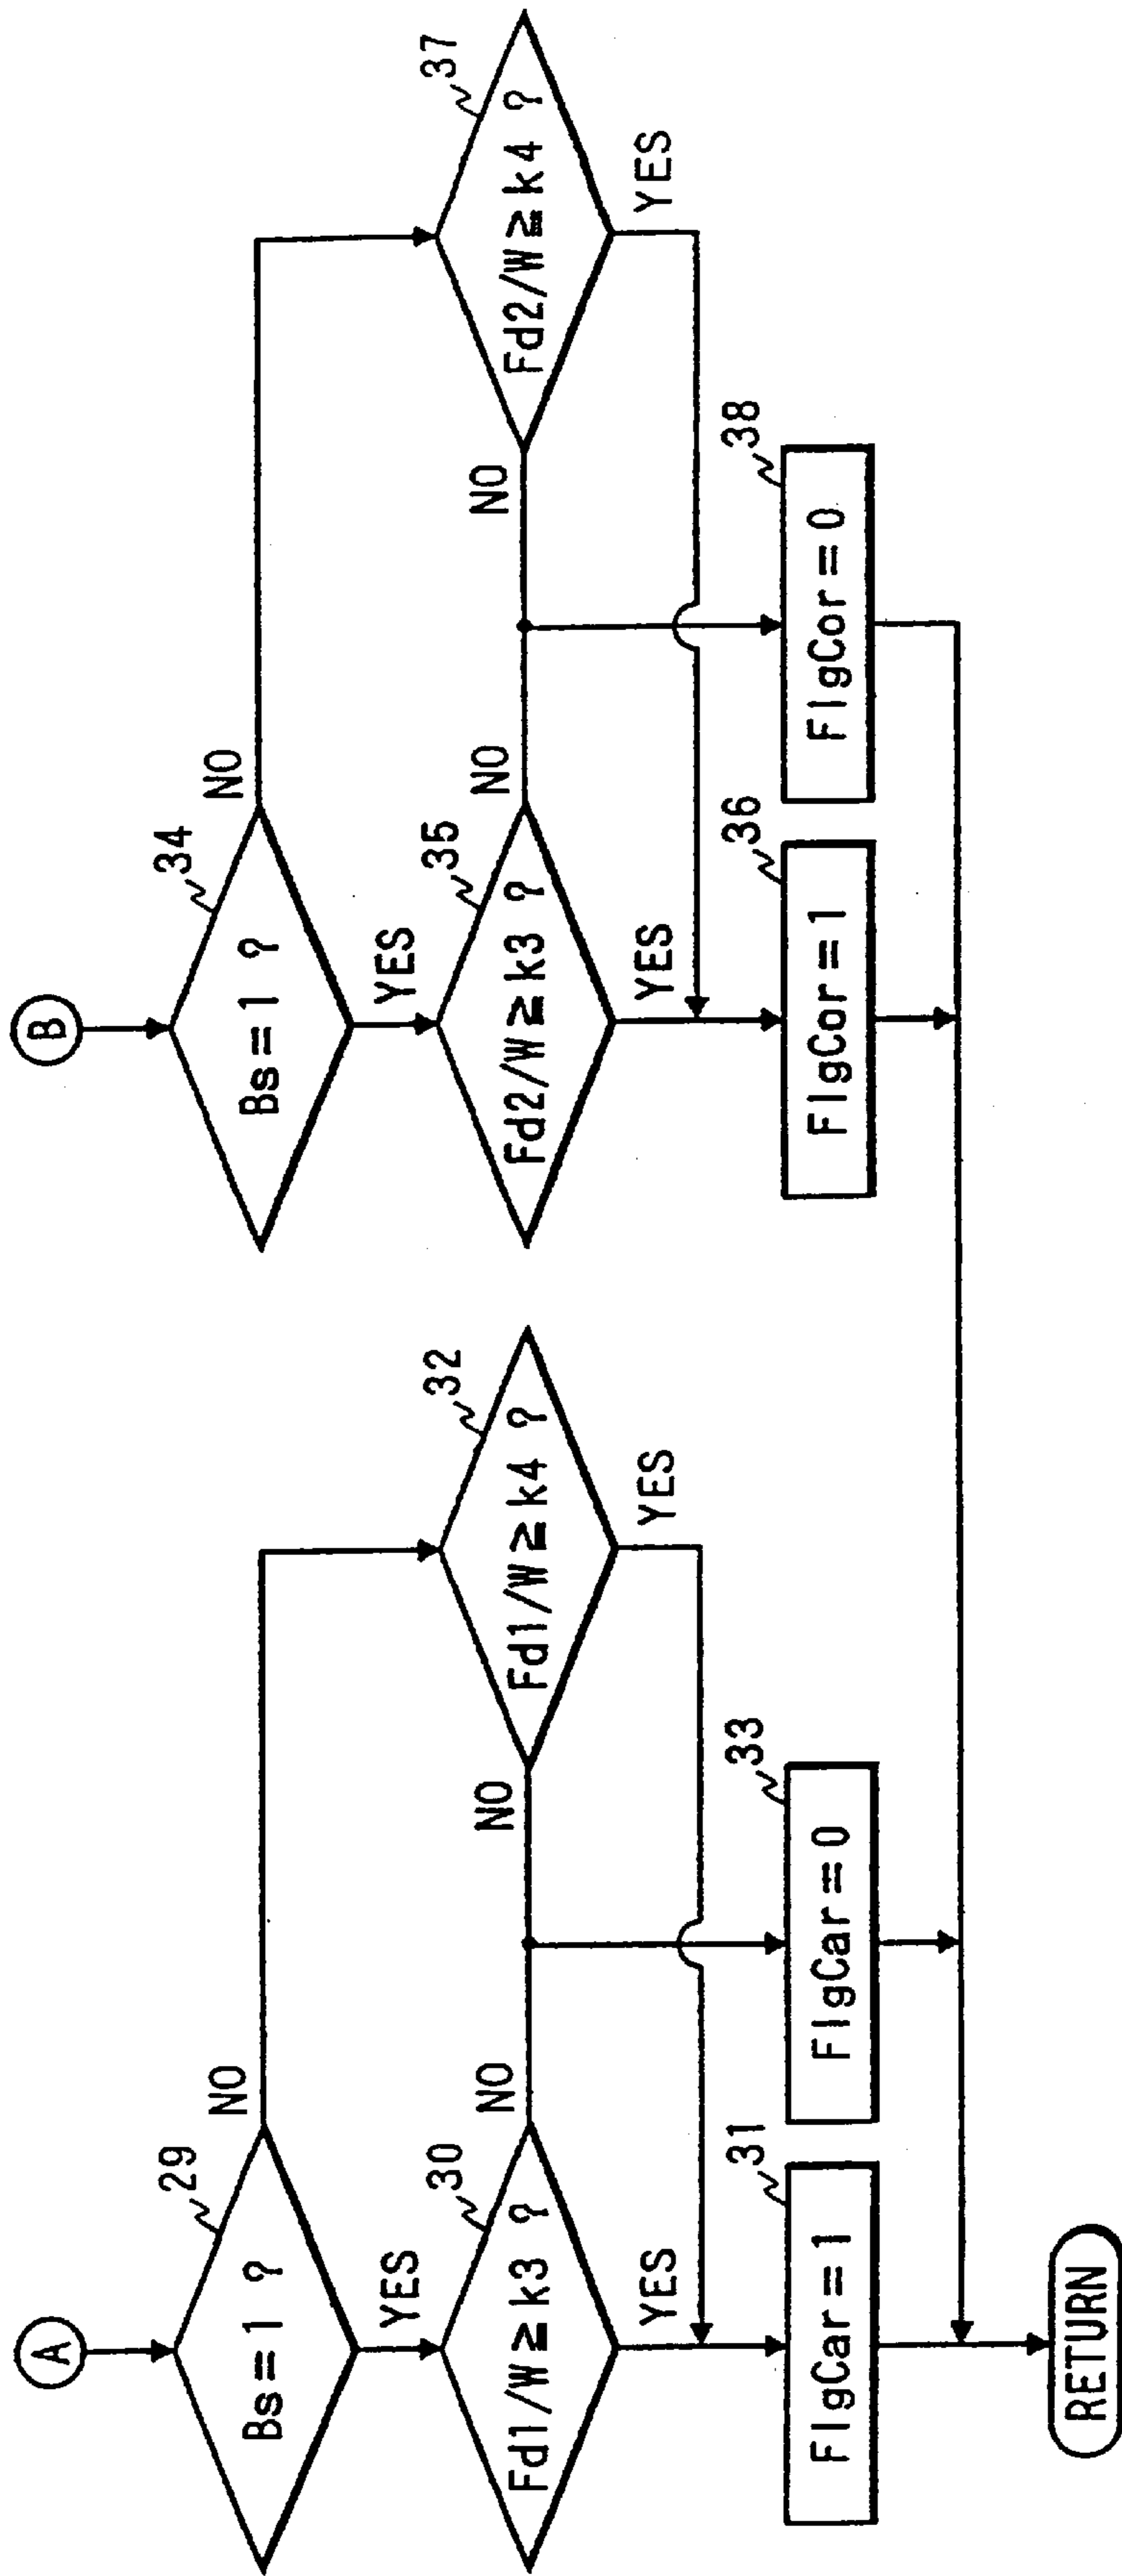 A
29
Bs=1 ?
NO
YES
30
Fd1/W≧k3 ?
NO
YES
32
Fd1/W≧k4 ?
NO
YES
31
FlgCar=1
33
FlgCar=0
B
34
Bs=1 ?
NO
YES
35
Fd2/W≧k3 ?
NO
YES
37
Fd2/W≧k4 ?
NO
YES
36
FlgCor=1
38
FlgCor=0
RETURN